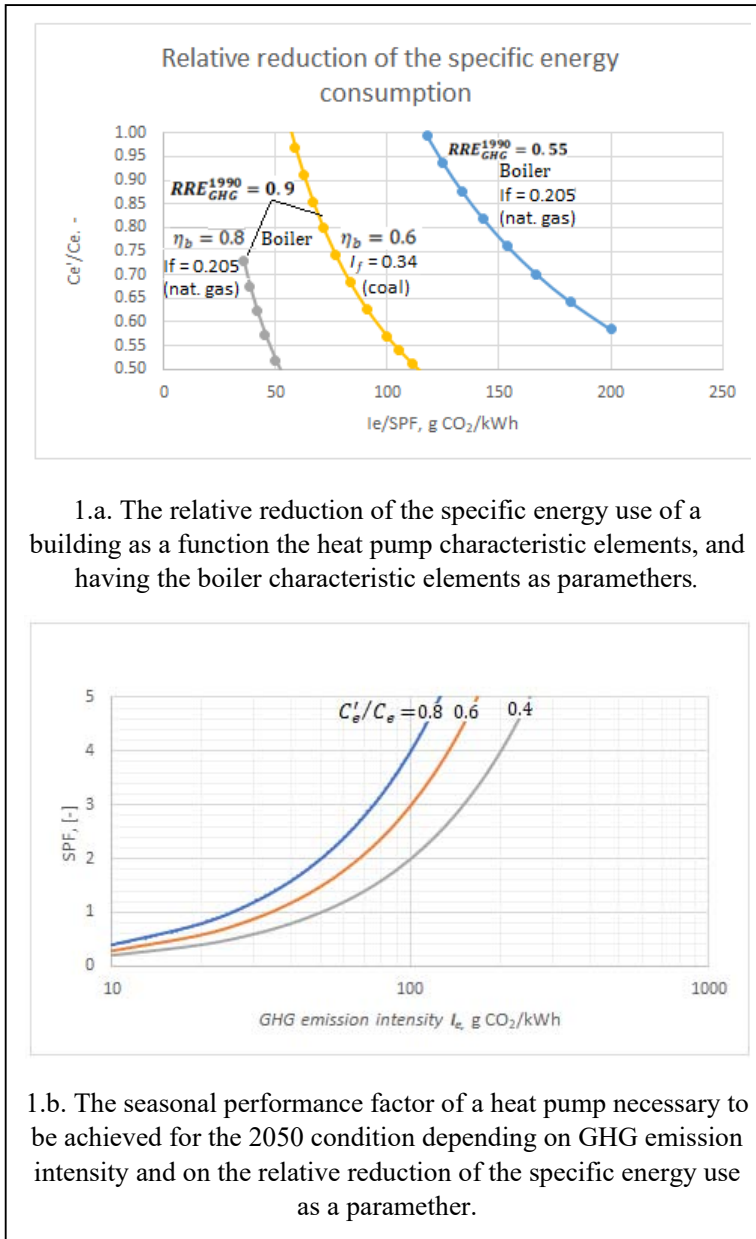 Relative reduction of the specific energy
consumption
1.00
0.95
0.90
0.85
0.80
0.75
0.70
0.65
0.60
0.55
0.50
Ce'/Ce. -
RRE_{GHG}^{1990} = 0.9
η_b = 0.8
If = 0.205
(nat. gas)
Boiler
η_b = 0.6
I_f = 0.34
(coal)
RRE_{GHG}^{1990} = 0.55
Boiler
If = 0.205
(nat. gas)
0 50 100 150 200 250
Ie/SPF, g CO₂/kWh
1.a. The relative reduction of the specific energy use of a
building as a function the heat pump characteristic elements, and
having the boiler characteristic elements as paramethers.
5
4
3
2
1
0
SPF, [-]
C'_e/C_e =0.8 0.6 0.4
10 100 1000
GHG emission intensity I_e, g CO₂/kWh
1.b. The seasonal performance factor of a heat pump necessary to
be achieved for the 2050 condition depending on GHG emission
intensity and on the relative reduction of the specific energy use
as a paramether.